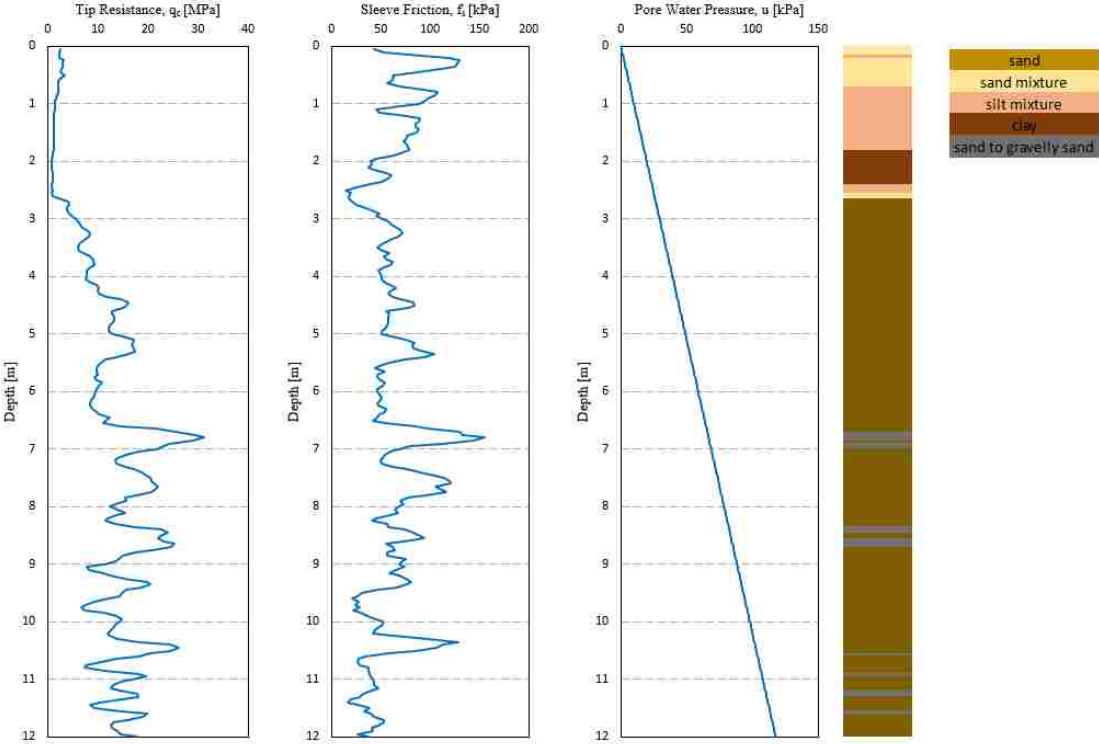 Tip Resistance, qc [MPa]
0 10 20 30 40
Depth [m]
0
1
2
3
4
5
6
7
8
9
10
11
12
Sleeve Friction, fs [kPa]
0 50 100 150 200
Depth [m]
0
1
2
3
4
5
6
7
8
9
10
11
12
Pore Water Pressure, u [kPa]
0 50 100 150
Depth [m]
0
1
2
3
4
5
6
7
8
9
10
11
12
sand
sand mixture
silt mixture
clay
sand to gravelly sand